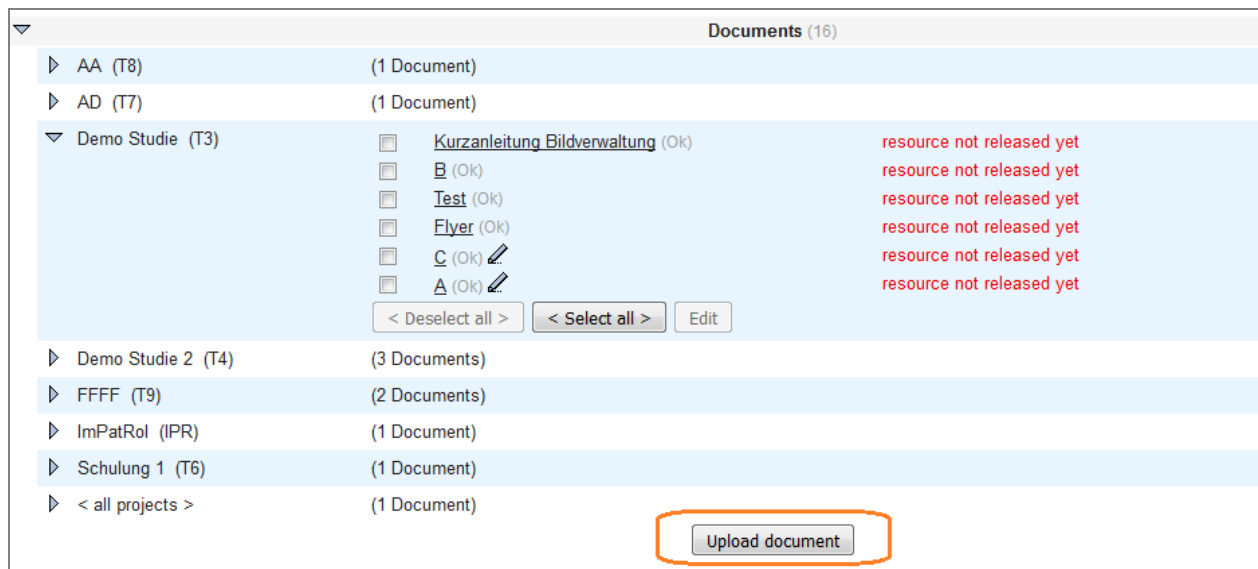 Documents (16)
AA (T8) (1 Document)
AD (T7) (1 Document)
Demo Studie (T3) Kurzanleitung Bildverwaltung (Ok) resource not released yet
B (Ok) resource not released yet
Test (Ok) resource not released yet
Flyer (Ok) resource not released yet
C (Ok) resource not released yet
A (Ok) resource not released yet
< Deselect all > < Select all > Edit
Demo Studie 2 (T4) (3 Documents)
FFFF (T9) (2 Documents)
ImPatRol (IPR) (1 Document)
Schulung 1 (T6) (1 Document)
< all projects > (1 Document)
Upload document